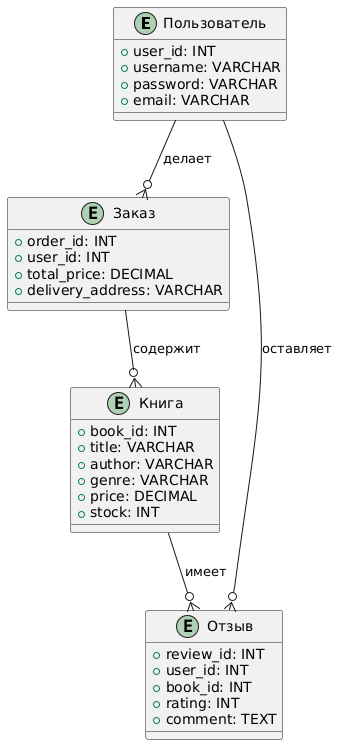 E Пользователь
user_id: INT
username: VARCHAR
password: VARCHAR
email: VARCHAR
делает
E Заказ
order_id: INT
user_id: INT
total_price: DECIMAL
delivery_address: VARCHAR
содержит
оставляет
E Книга
book_id: INT
title: VARCHAR
author: VARCHAR
genre: VARCHAR
price: DECIMAL
stock: INT
имеет
E Отзыв
review_id: INT
user_id: INT
book_id: INT
rating: INT
comment: TEXT